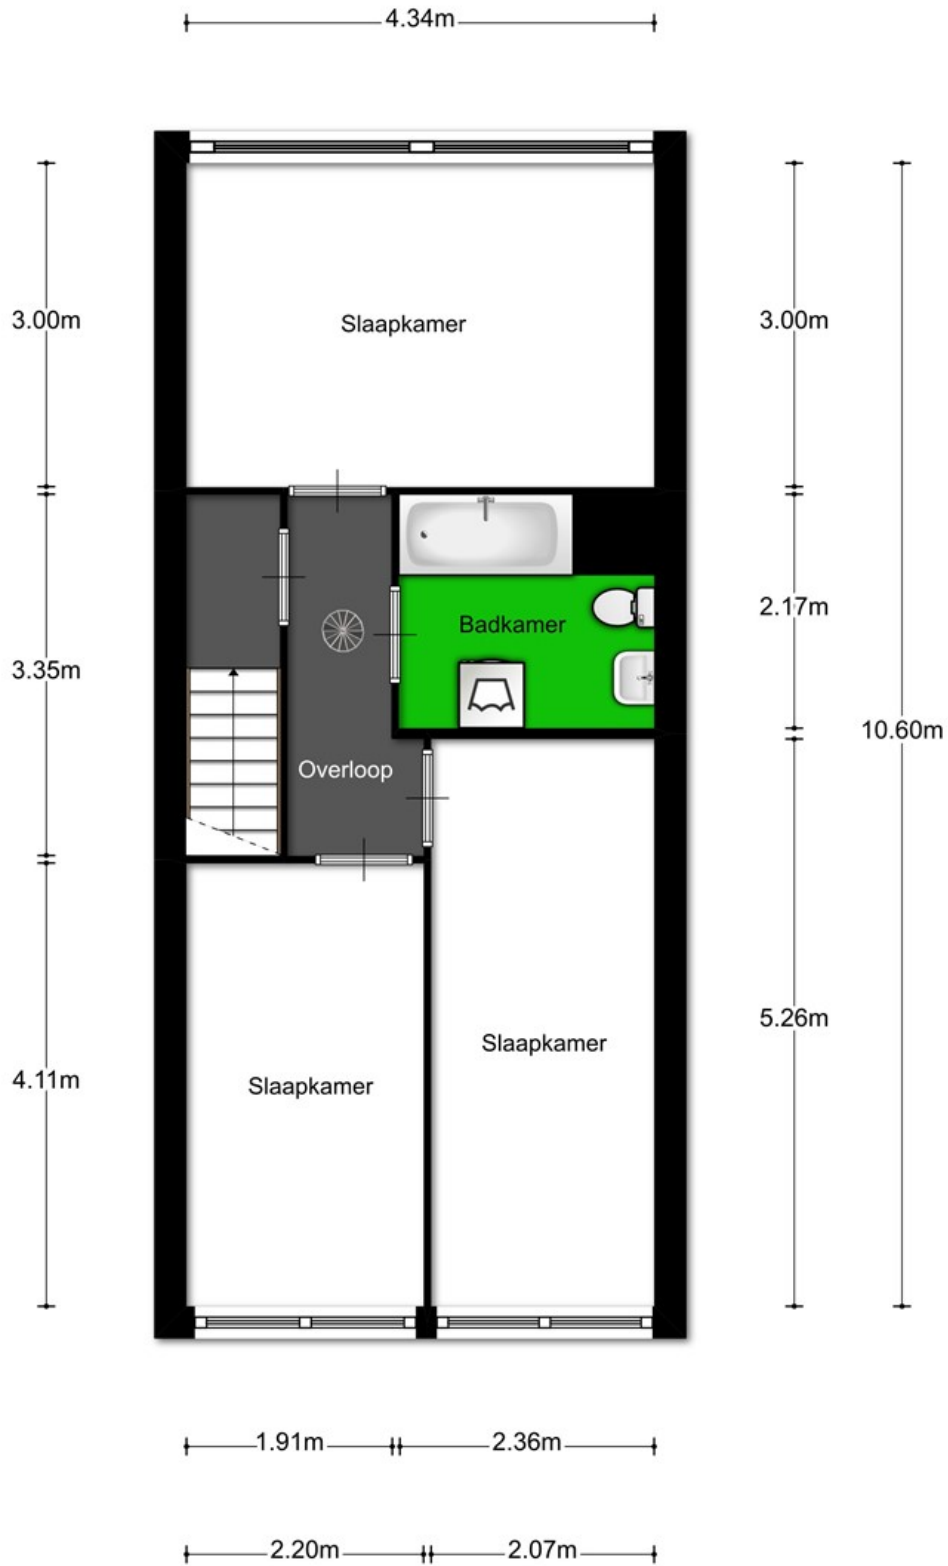 4.34m
3.00m
Slaapkamer
3.00m
2.17m
Badkamer
3.35m
10.60m
Overloop
5.26m
Slaapkamer
4.11m
Slaapkamer
1.91m
2.36m
2.20m
2.07m